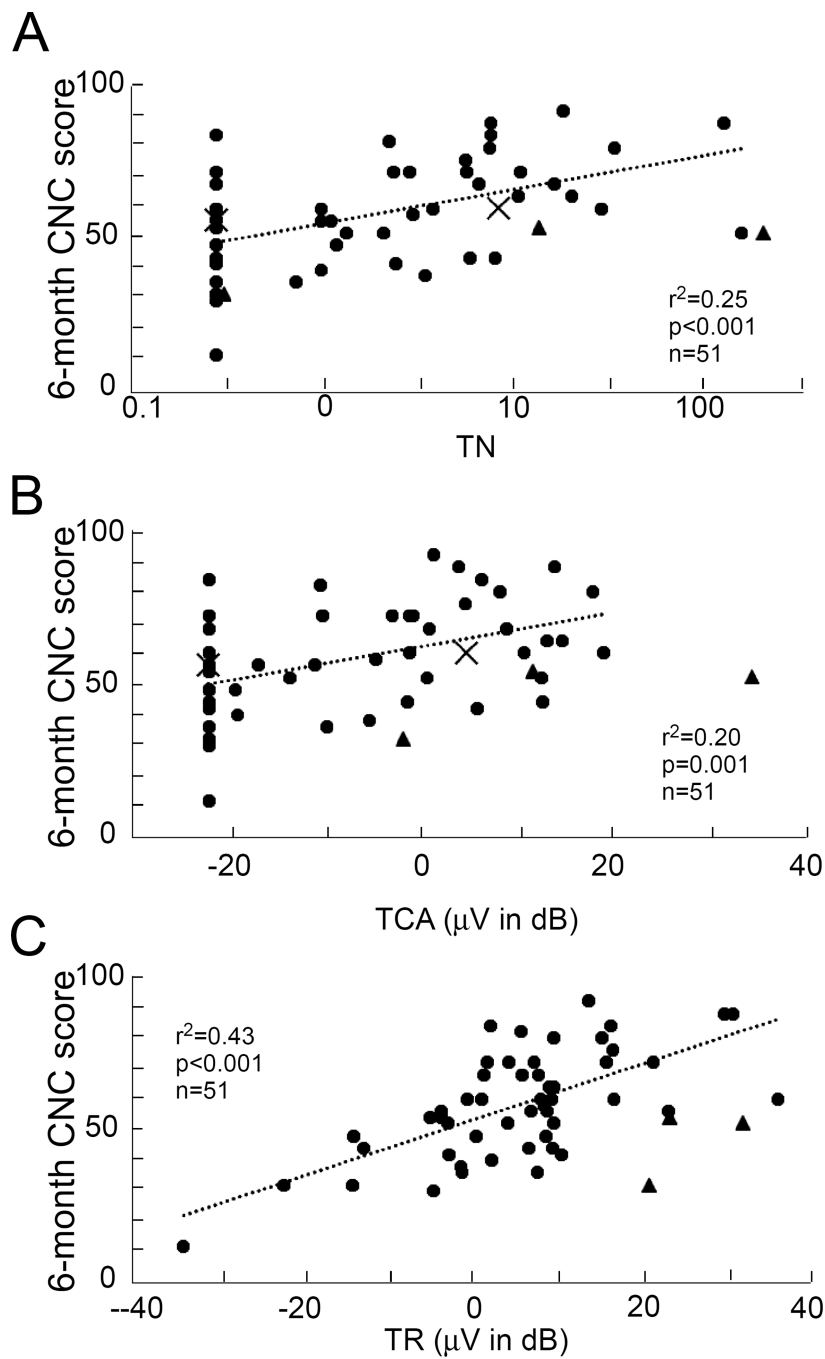 A
6-month CNC score
100
50
0
r²=0.25
p<0.001
n=51
0.1 0 10 100
TN
B
6-month CNC score
100
50
0
r²=0.20
p=0.001
n=51
-20 0 20 40
TCA (μV in dB)
C
6-month CNC score
100
50
0
r²=0.43
p<0.001
n=51
--40 -20 0 20 40
TR (μV in dB)